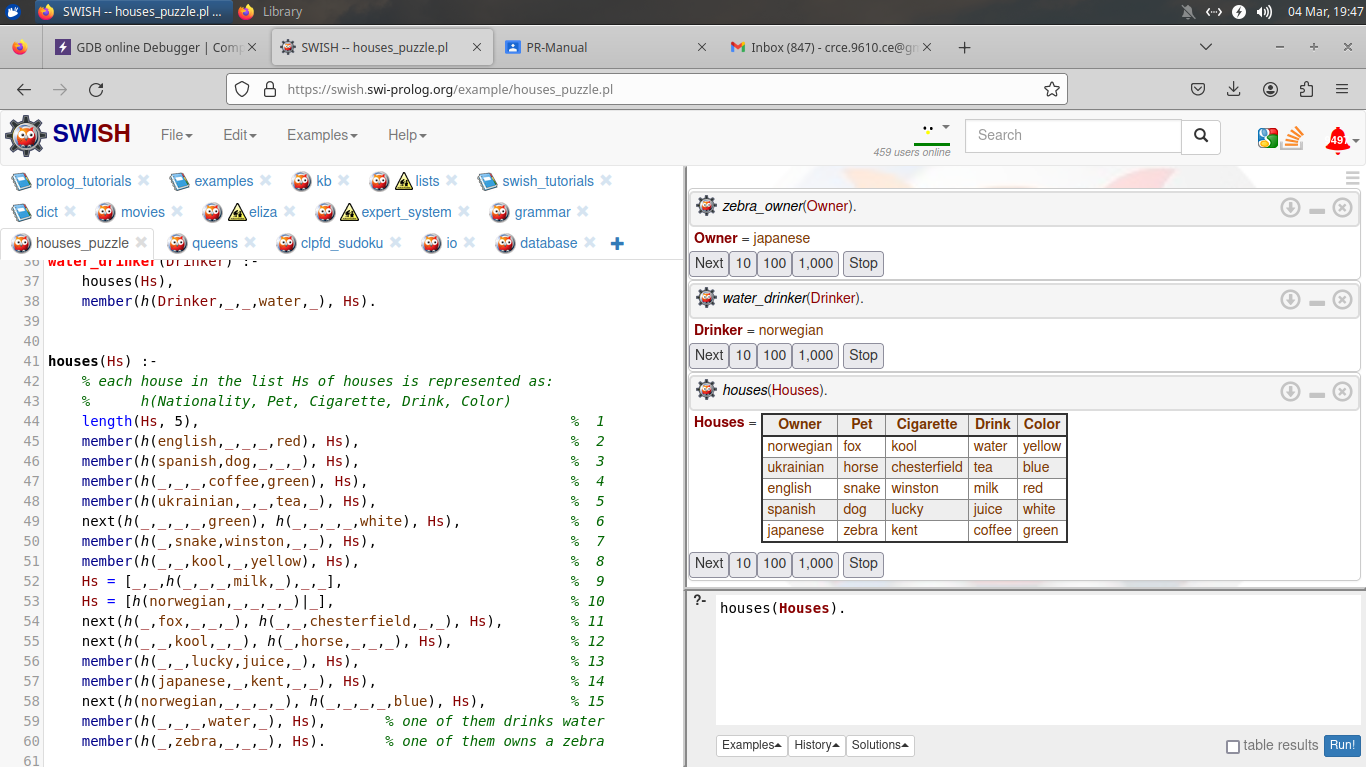 SWISH -- houses_puzzle.pl ... Library 04 Mar, 19:47
GDB online Debugger | Com SWISH -- houses_puzzle.pl PR-Manual Inbox (847) - crce.9610.ce@g
https://swish.swi-prolog.org/example/houses_puzzle.pl
SWISH File Edit Examples Help 459 users online Search 49
prolog_tutorials examples kb lists swish_tutorials
dict movies eliza expert_system grammar
houses_puzzle queens clpfd_sudoku io database
36 water_drinker(Drinker) :-
37 houses(Hs),
38 member(h(Drinker,_,_,water,_), Hs).
39
40
41 houses(Hs) :-
42 % each house in the list Hs of houses is represented as:
43 % h(Nationality, Pet, Cigarette, Drink, Color)
44 length(Hs, 5), % 1
45 member(h(english,_,_,_,red), Hs), % 2
46 member(h(spanish,dog,_,_,_), Hs), % 3
47 member(h(_,_,_,coffee,green), Hs), % 4
48 member(h(ukrainian,_,_,tea,_), Hs), % 5
49 next(h(_,_,_,_,green), h(_,_,_,_,white), Hs), % 6
50 member(h(_,snake,winston,_,_), Hs), % 7
51 member(h(_,_,kool,_,yellow), Hs), % 8
52 Hs = [_,_,h(_,_,_,milk,_),_,_], % 9
53 Hs = [h(norwegian,_,_,_,_)|_], % 10
54 next(h(_,fox,_,_,_), h(_,_,chesterfield,_,_), Hs), % 11
55 next(h(_,_,kool,_,_), h(_,horse,_,_,_), Hs), % 12
56 member(h(_,_,lucky,juice,_), Hs), % 13
57 member(h(japanese,_,kent,_,_), Hs), % 14
58 next(h(norwegian,_,_,_,_), h(_,_,_,_,blue), Hs), % 15
59 member(h(_,_,_,water,_), Hs), % one of them drinks water
60 member(h(_,zebra,_,_,_), Hs). % one of them owns a zebra
61
zebra_owner(Owner).
Owner = japanese
Next 10 100 1,000 Stop
water_drinker(Drinker).
Drinker = norwegian
Next 10 100 1,000 Stop
houses(Houses).
Houses = Owner Pet Cigarette Drink Color
norwegian fox kool water yellow
ukrainian horse chesterfield tea blue
english snake winston milk red
spanish dog lucky juice white
japanese zebra kent coffee green
Next 10 100 1,000 Stop
?- houses(Houses).
Examples History Solutions table results Run!